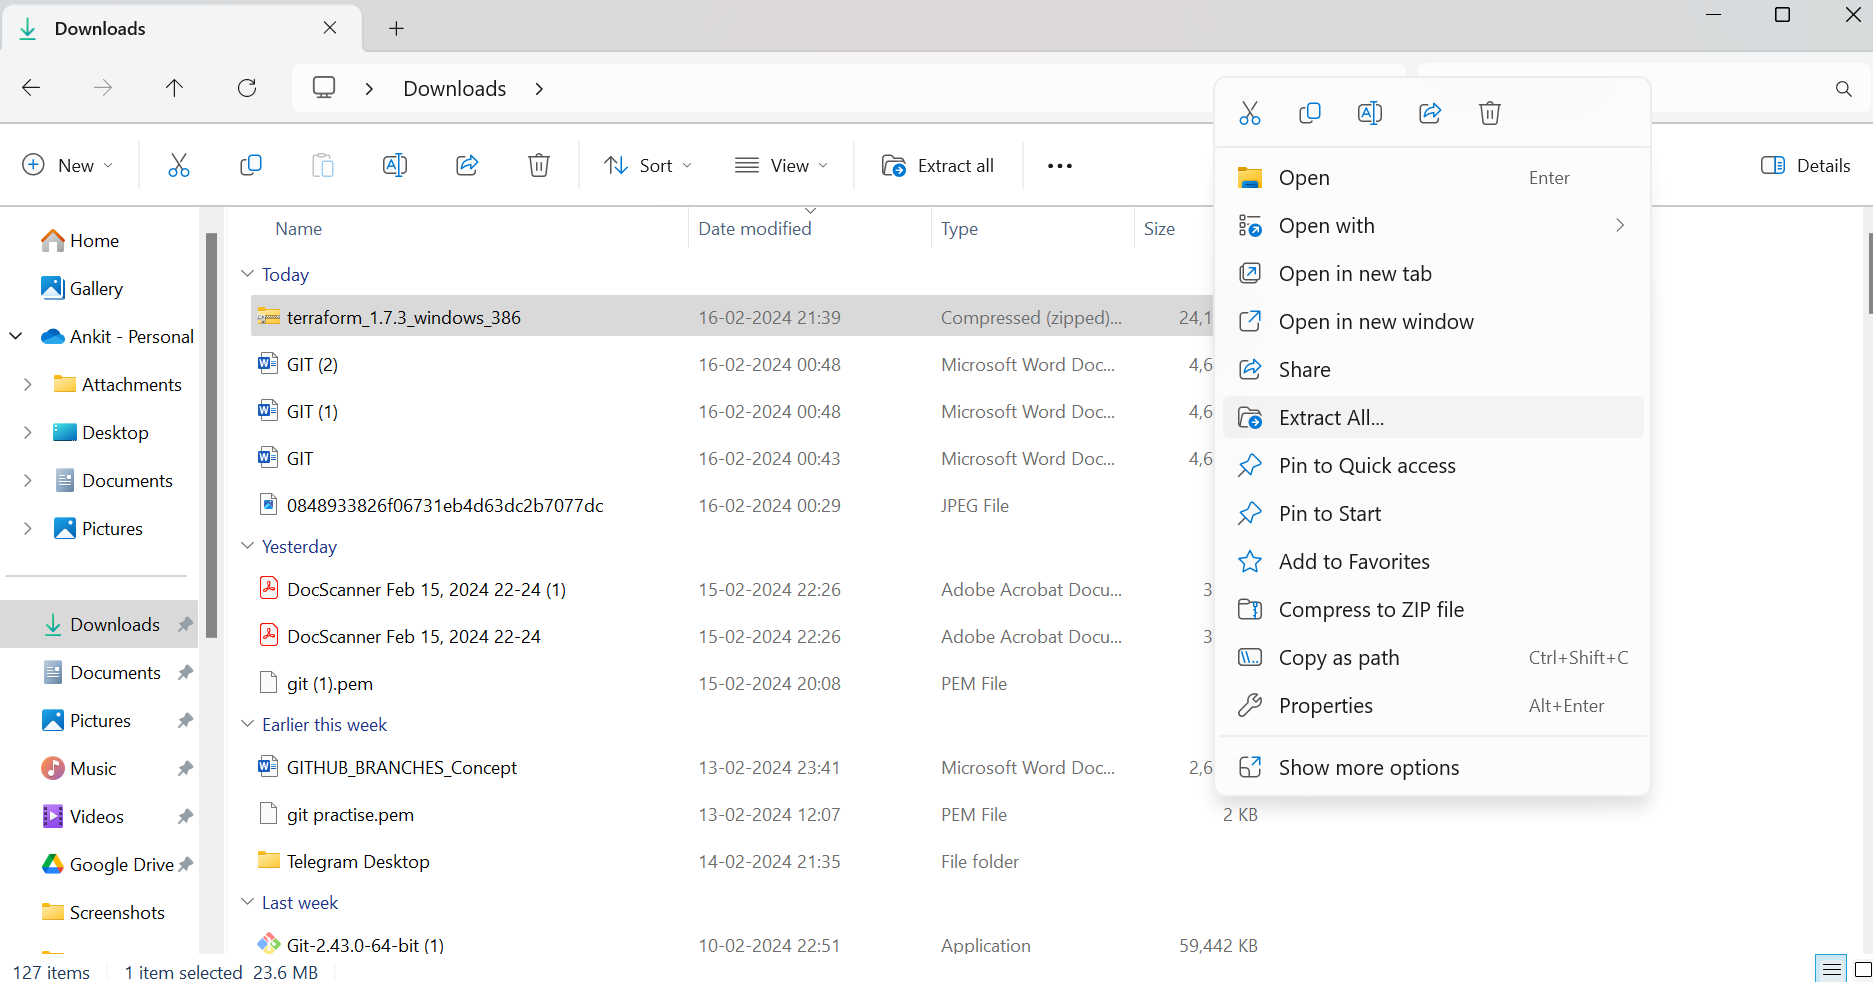 Downloads
Downloads
New
Sort
View
Extract all
Details
Home
Gallery
Ankit - Personal
Attachments
Desktop
Documents
Pictures
Downloads
Documents
Pictures
Music
Videos
Google Drive
Screenshots
Name Date modified Type Size
Today
terraform_1.7.3_windows_386 16-02-2024 21:39 Compressed (zipped)... 24,1
GIT (2) 16-02-2024 00:48 Microsoft Word Doc... 4,6
GIT (1) 16-02-2024 00:48 Microsoft Word Doc... 4,6
GIT 16-02-2024 00:43 Microsoft Word Doc... 4,6
0848933826f06731eb4d63dc2b7077dc 16-02-2024 00:29 JPEG File
Yesterday
DocScanner Feb 15, 2024 22-24 (1) 15-02-2024 22:26 Adobe Acrobat Docu... 3
DocScanner Feb 15, 2024 22-24 15-02-2024 22:26 Adobe Acrobat Docu... 3
git (1).pem 15-02-2024 20:08 PEM File
Earlier this week
GITHUB_BRANCHES_Concept 13-02-2024 23:41 Microsoft Word Doc... 2,6
git practise.pem 13-02-2024 12:07 PEM File 2 KB
Telegram Desktop 14-02-2024 21:35 File folder
Last week
Git-2.43.0-64-bit (1) 10-02-2024 22:51 Application 59,442 KB
Open Enter
Open with
Open in new tab
Open in new window
Share
Extract All...
Pin to Quick access
Pin to Start
Add to Favorites
Compress to ZIP file
Copy as path Ctrl+Shift+C
Properties Alt+Enter
Show more options
127 items 1 item selected 23.6 MB